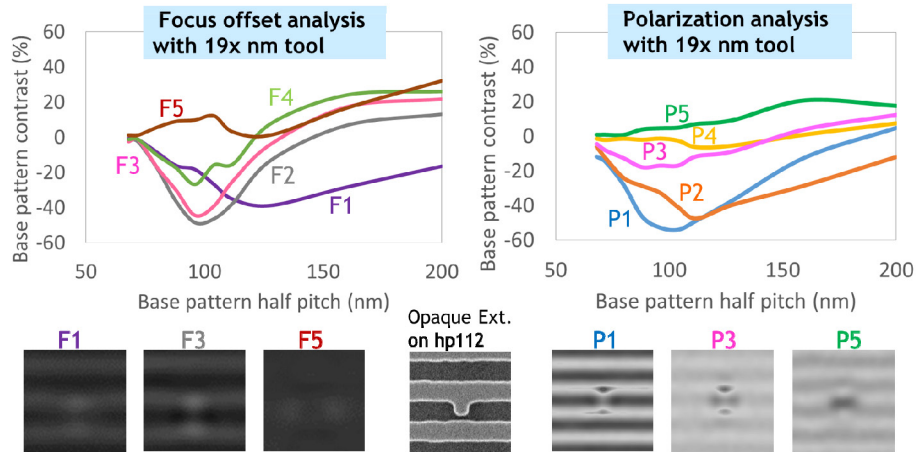 Focus offset analysis
with 19x nm tool
Base pattern contrast (%)
60
40
20
0
-20
-40
-60
F5
F4
F3
F2
F1
50
100
150
200
Base pattern half pitch (nm)
Polarization analysis
with 19x nm tool
Base pattern contrast (%)
60
40
20
0
-20
-40
-60
P5
P4
P3
P2
P1
50
100
150
200
Base pattern half pitch (nm)
F1
F3
F5
Opaque Ext.
on hp112
P1
P3
P5